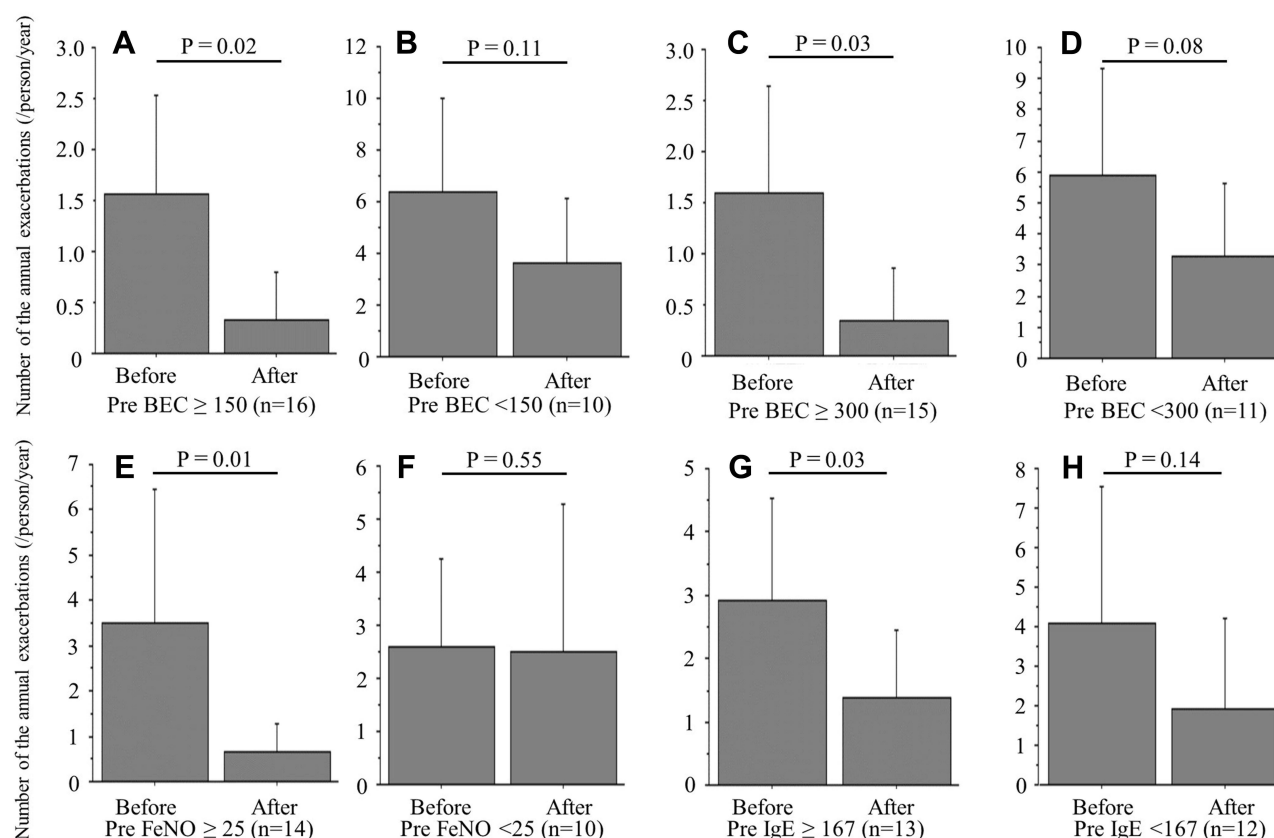 Number of the annual exacerbations (/person/year)
A
P = 0.02
3.0
2.5
2.0
1.5
1.0
0.5
0
Before After
Pre BEC ≥ 150 (n=16)
B
P = 0.11
12
10
8
6
4
2
0
Before After
Pre BEC <150 (n=10)
C
P = 0.03
3.0
2.5
2.0
1.5
1.0
0.5
0
Before After
Pre BEC ≥ 300 (n=15)
D
P = 0.08
10
9
8
7
6
5
4
3
2
1
0
Before After
Pre BEC <300 (n=11)
Number of the annual exacerbations (/person/year)
E
P = 0.01
7
6
5
4
3
2
1
0
Before After
Pre FeNO ≥ 25 (n=14)
F
P = 0.55
6
5
4
3
2
1
0
Before After
Pre FeNO <25 (n=10)
G
P = 0.03
5
4
3
2
1
0
Before After
Pre IgE ≥ 167 (n=13)
H
P = 0.14
8
7
6
5
4
3
2
1
0
Before After
Pre IgE <167 (n=12)